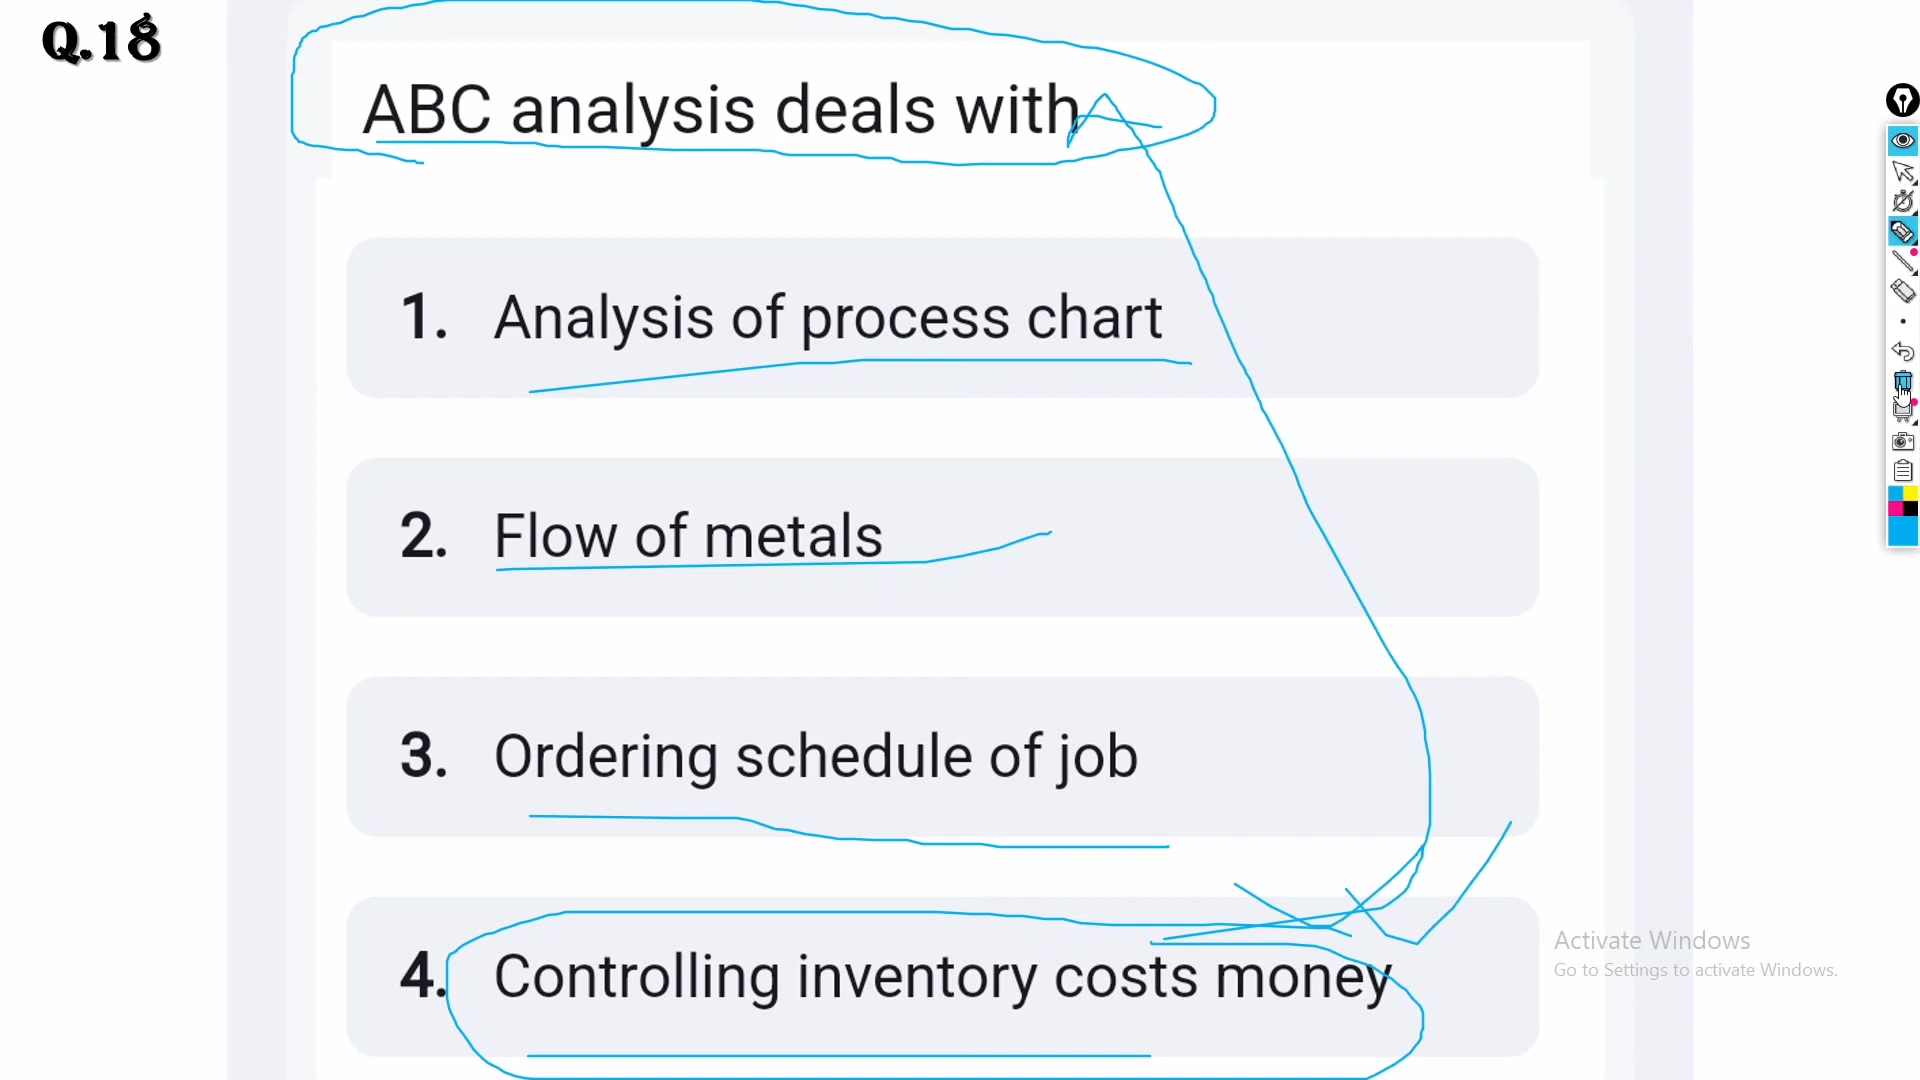 Q.18
ABC analysis deals with
1. Analysis of process chart
2. Flow of metals
3. Ordering schedule of job
4. Controlling inventory costs money
Activate Windows
Go to Settings to activate Windows.